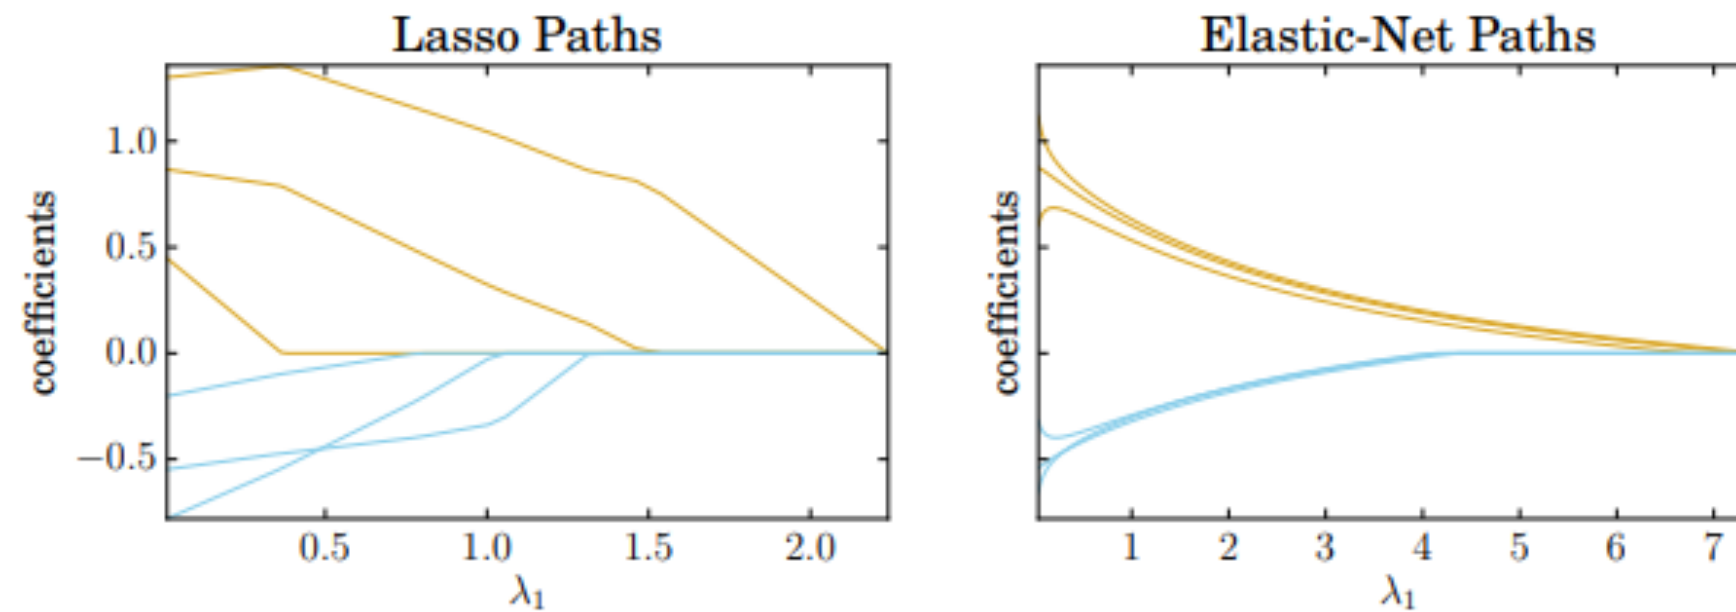 Lasso Paths
1.0
0.5
0.0
−0.5
coefficients
0.5 1.0 1.5 2.0
λ1
Elastic-Net Paths
coefficients
1 2 3 4 5 6 7
λ1